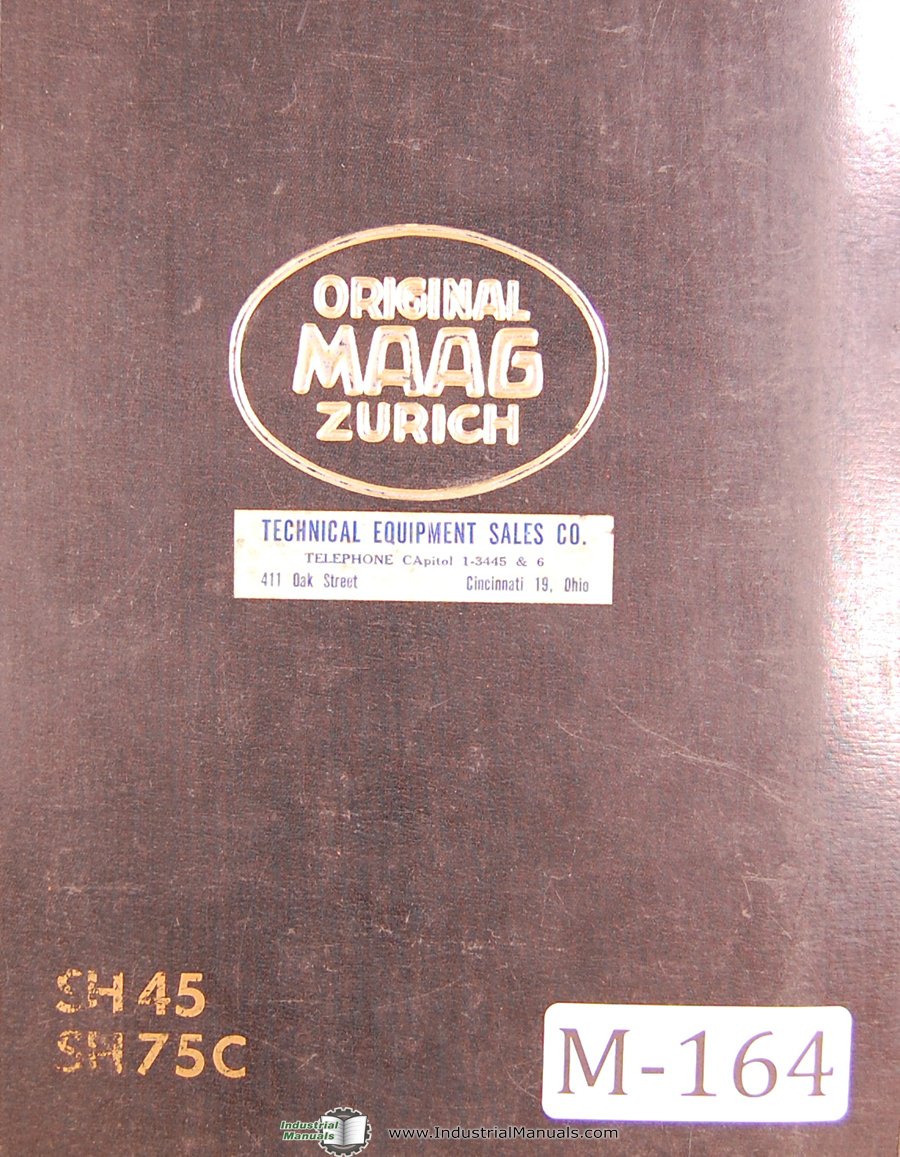 ORIGINAL
MAAG
ZURICH
TECHNICAL EQUIPMENT SALES CO.
TELEPHONE CApitol 1-3445 & 6
411 Oak Street Cincinnati 19, Ohio
SH 45
SH 75C
M-164
Industrial
Manuals
www.IndustrialManuals.com